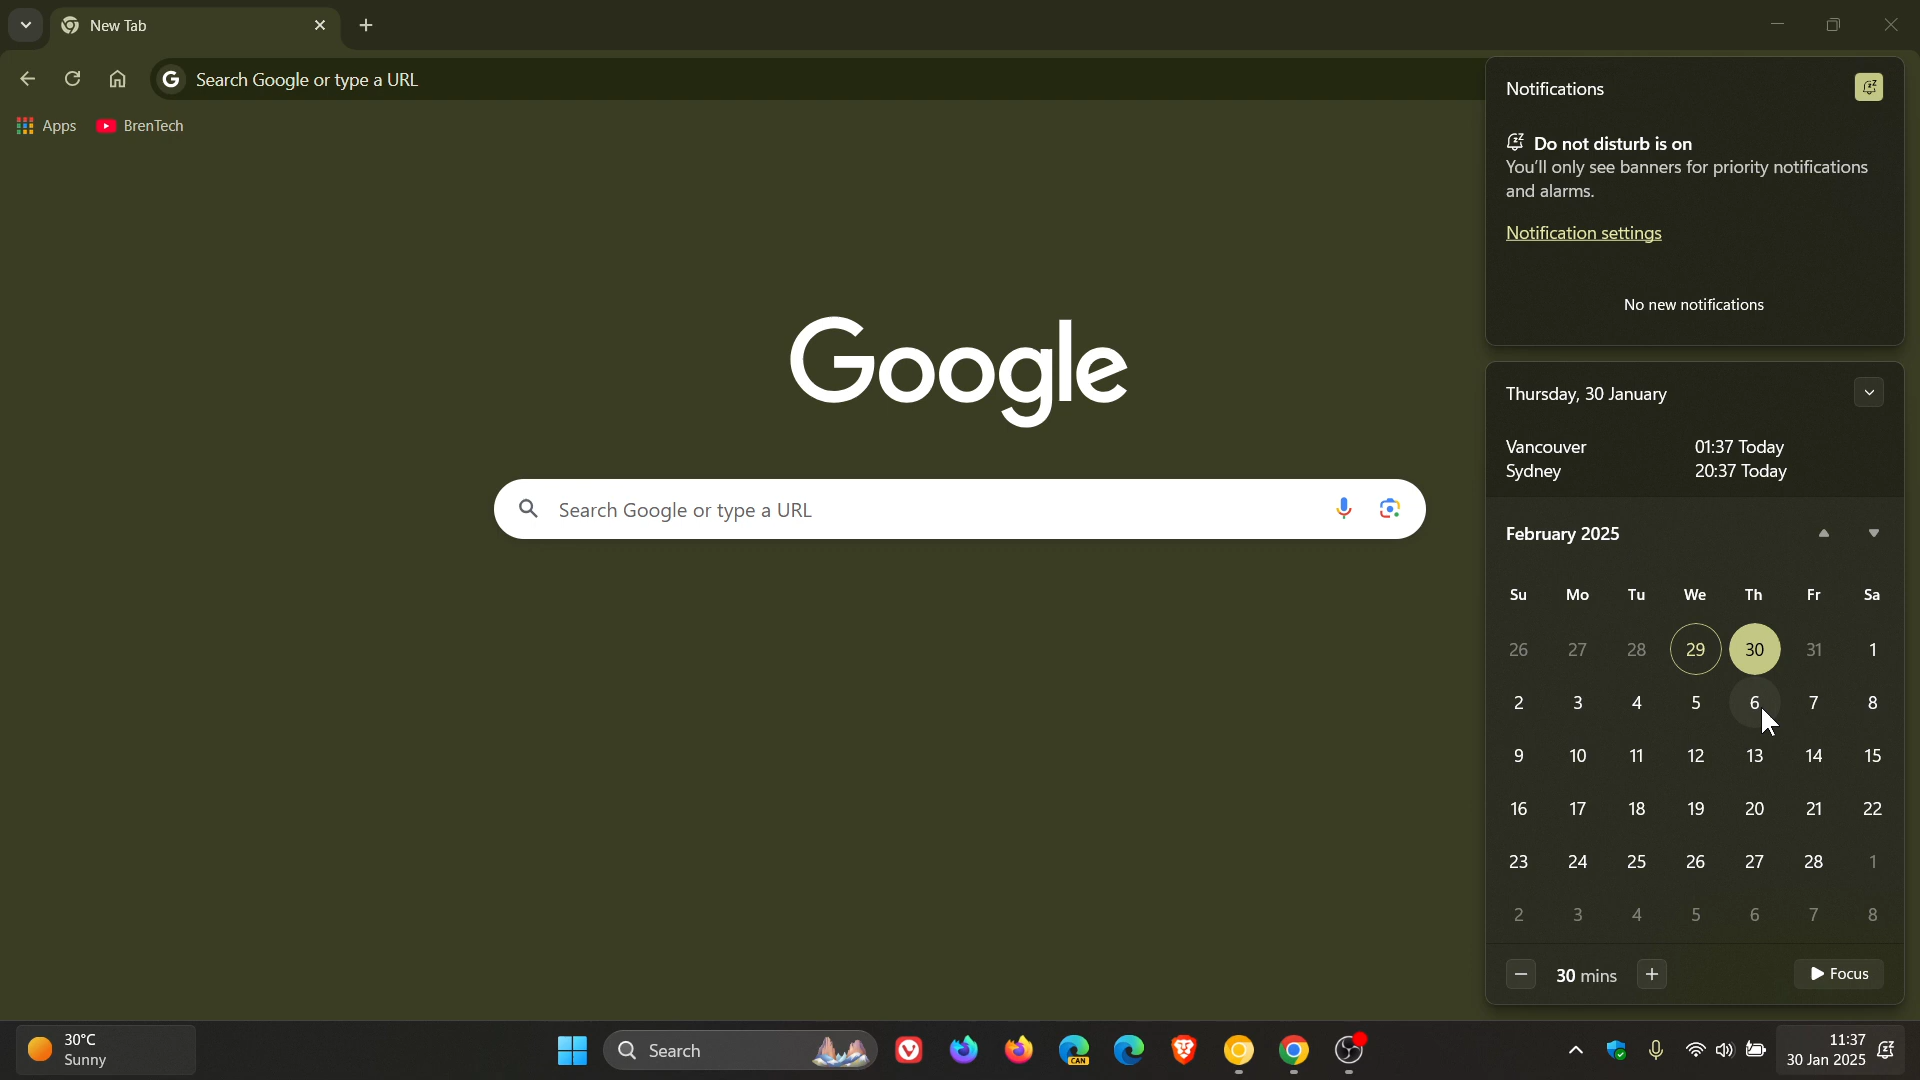 New Tab
Search Google or type a URL
Apps BrenTech
Google
Search Google or type a URL
Notifications
Do not disturb is on
You'll only see banners for priority notifications
and alarms.
Notification settings
No new notifications
Thursday, 30 January
Vancouver 01:37 Today
Sydney 20:37 Today
February 2025
Su Mo Tu We Th Fr Sa
26 27 28 29 30 31 1
2 3 4 5 6 7 8
9 10 11 12 13 14 15
16 17 18 19 20 21 22
23 24 25 26 27 28 1
2 3 4 5 6 7 8
30 mins Focus
30°C
Sunny
Search
CAN
11:37
30 Jan 2025